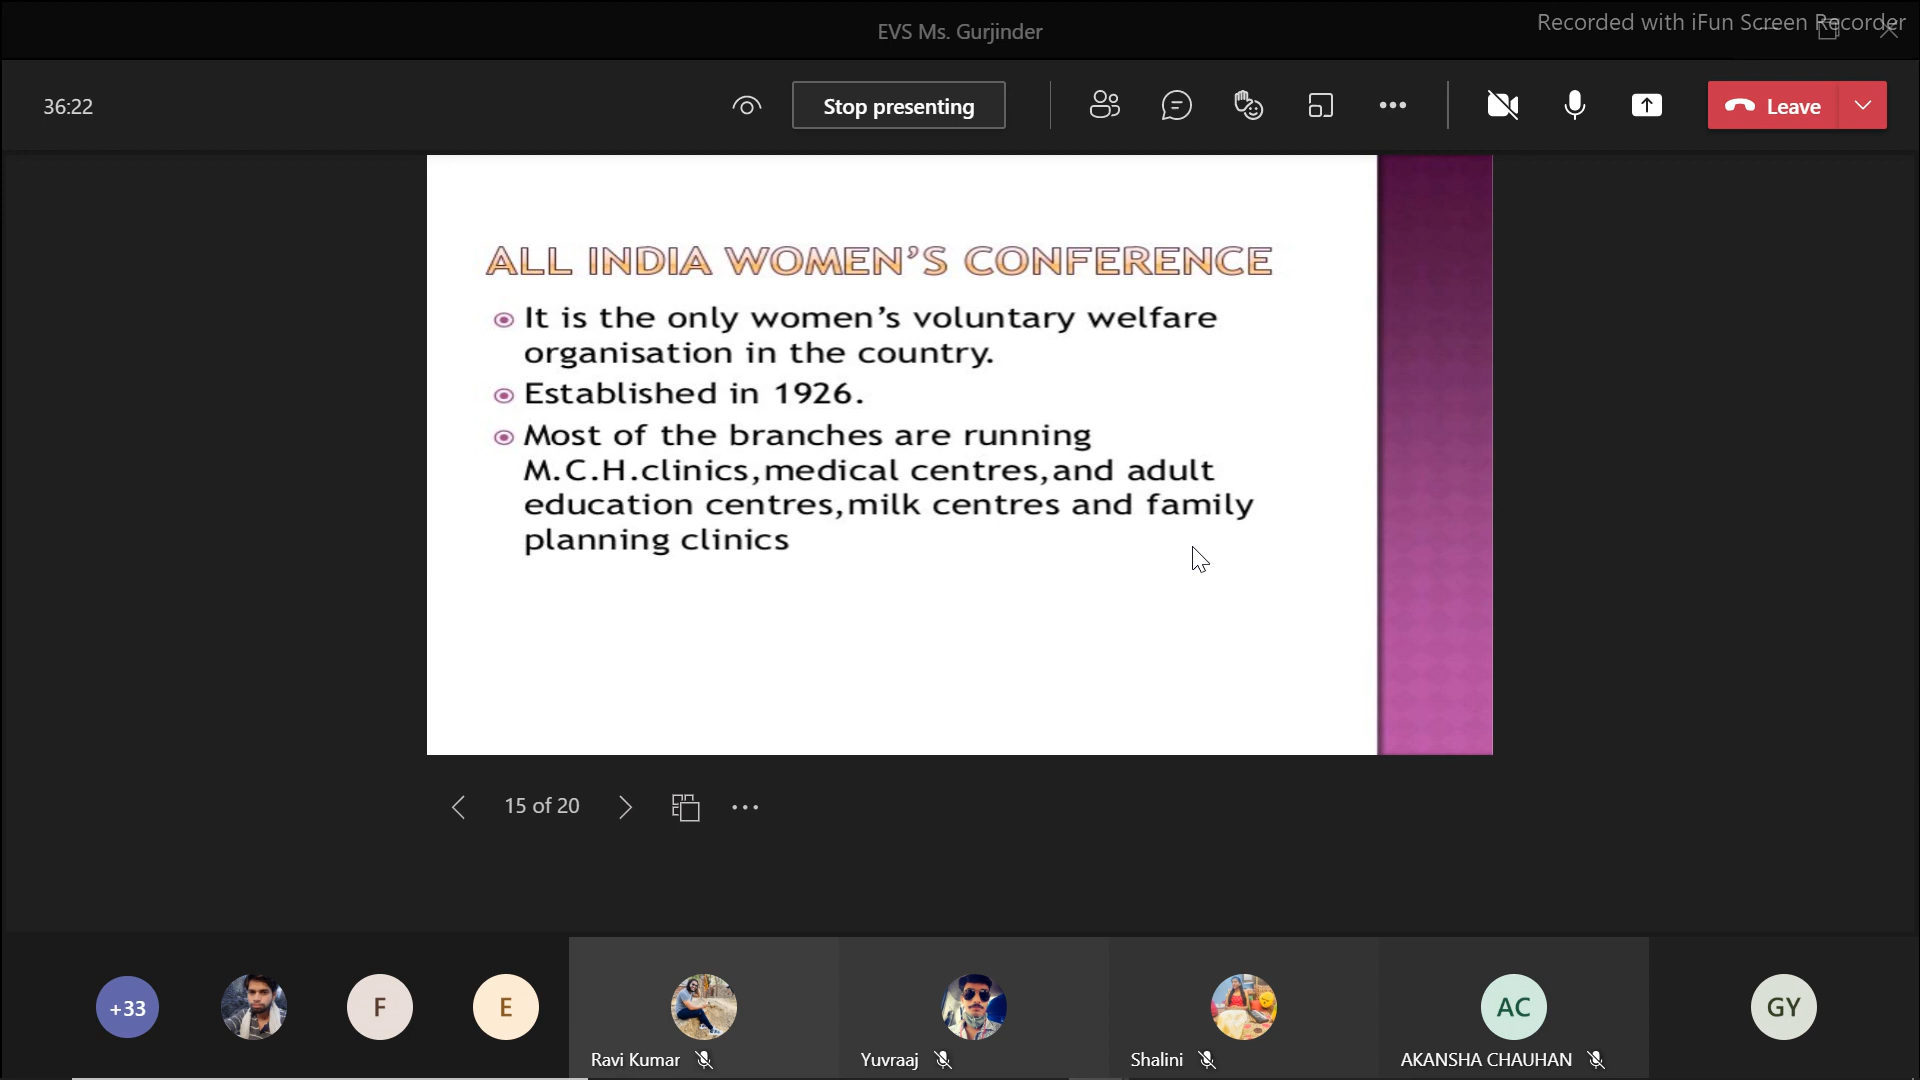 EVS Ms. Gurjinder
Recorded with iFun Screen Recorder
36:22
Stop presenting
Leave
ALL INDIA WOMEN’S CONFERENCE
It is the only women’s voluntary welfare
organisation in the country.
Established in 1926.
Most of the branches are running
M.C.H.clinics,medical centres,and adult
education centres,milk centres and family
planning clinics
15 of 20
+33
F
E
AC
GY
Ravi Kumar
Yuvraaj
Shalini
AKANSHA CHAUHAN